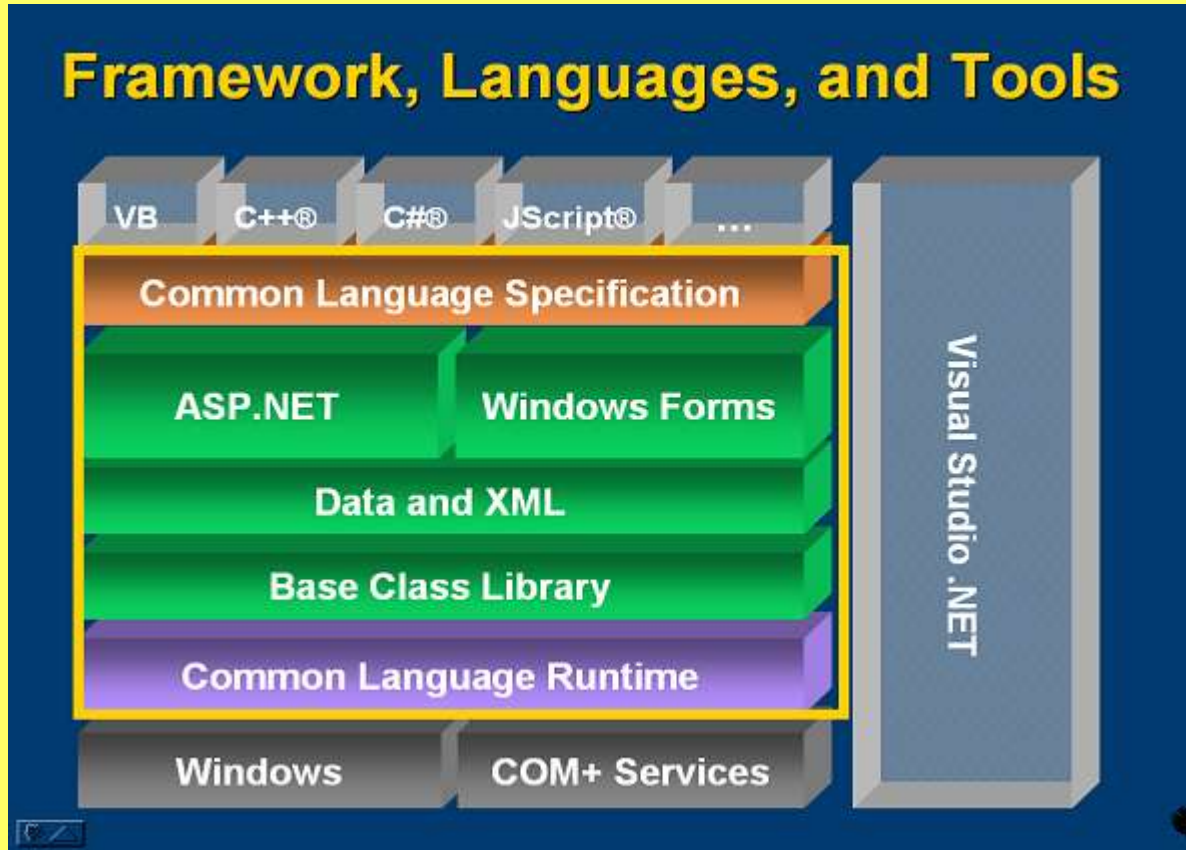 Framework, Languages, and Tools
VB C++® C#® JScript® ...
Common Language Specification
ASP.NET Windows Forms
Data and XML
Base Class Library
Common Language Runtime
Windows COM+ Services
Visual Studio .NET